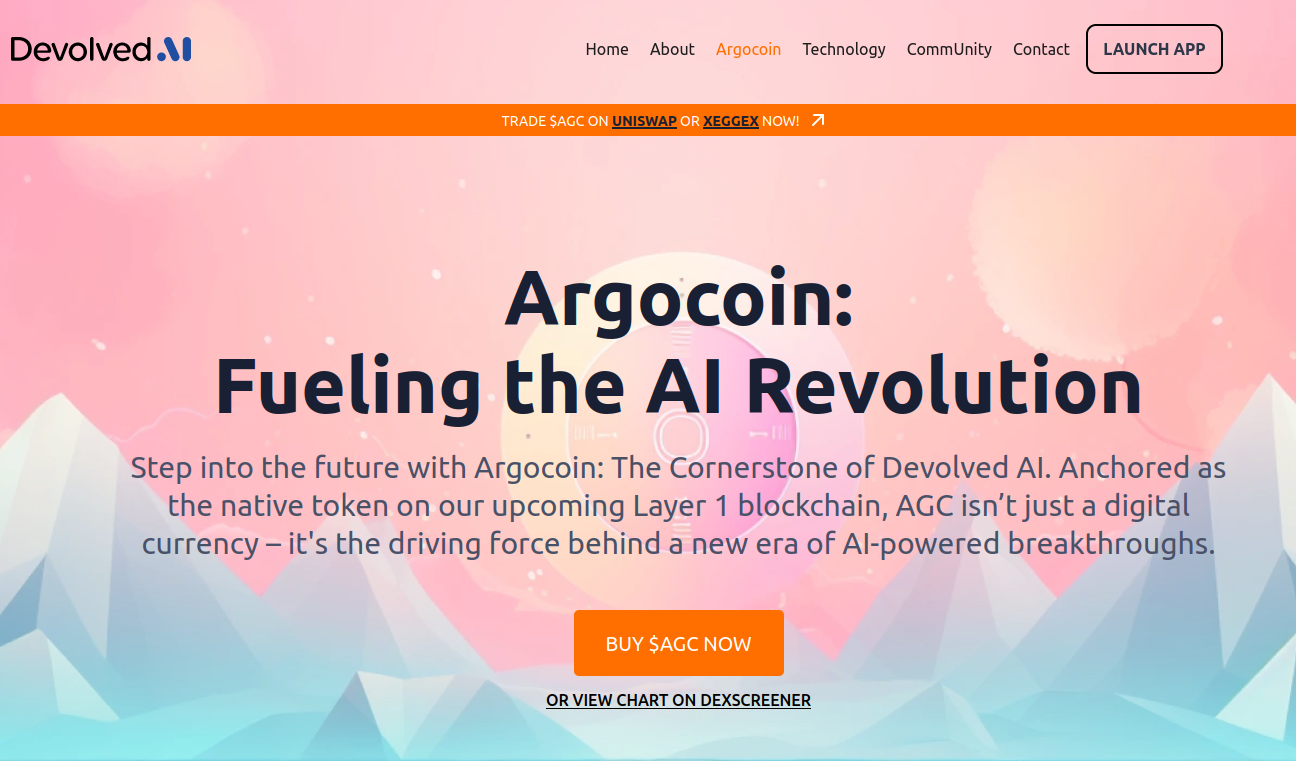 Devolved AI
Home About Argocoin Technology CommUnity Contact LAUNCH APP
TRADE $AGC ON UNISWAP OR XEGGEX NOW!
Argocoin:
Fueling the AI Revolution
Step into the future with Argocoin: The Cornerstone of Devolved AI. Anchored as
the native token on our upcoming Layer 1 blockchain, AGC isn’t just a digital
currency – it's the driving force behind a new era of AI-powered breakthroughs.
BUY $AGC NOW
OR VIEW CHART ON DEXSCREENER